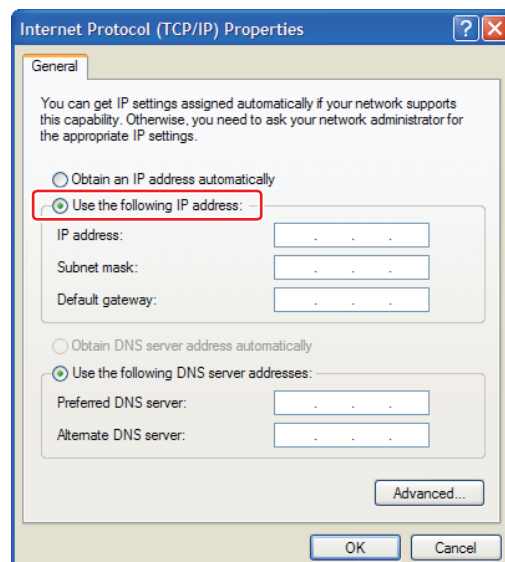 Internet Protocol (TCP/IP) Properties
General
You can get IP settings assigned automatically if your network supports
this capability. Otherwise, you need to ask your network administrator for
the appropriate IP settings.
Obtain an IP address automatically
Use the following IP address:
IP address:
Subnet mask:
Default gateway:
Obtain DNS server address automatically
Use the following DNS server addresses:
Preferred DNS server:
Alternate DNS server:
Advanced...
OK
Cancel